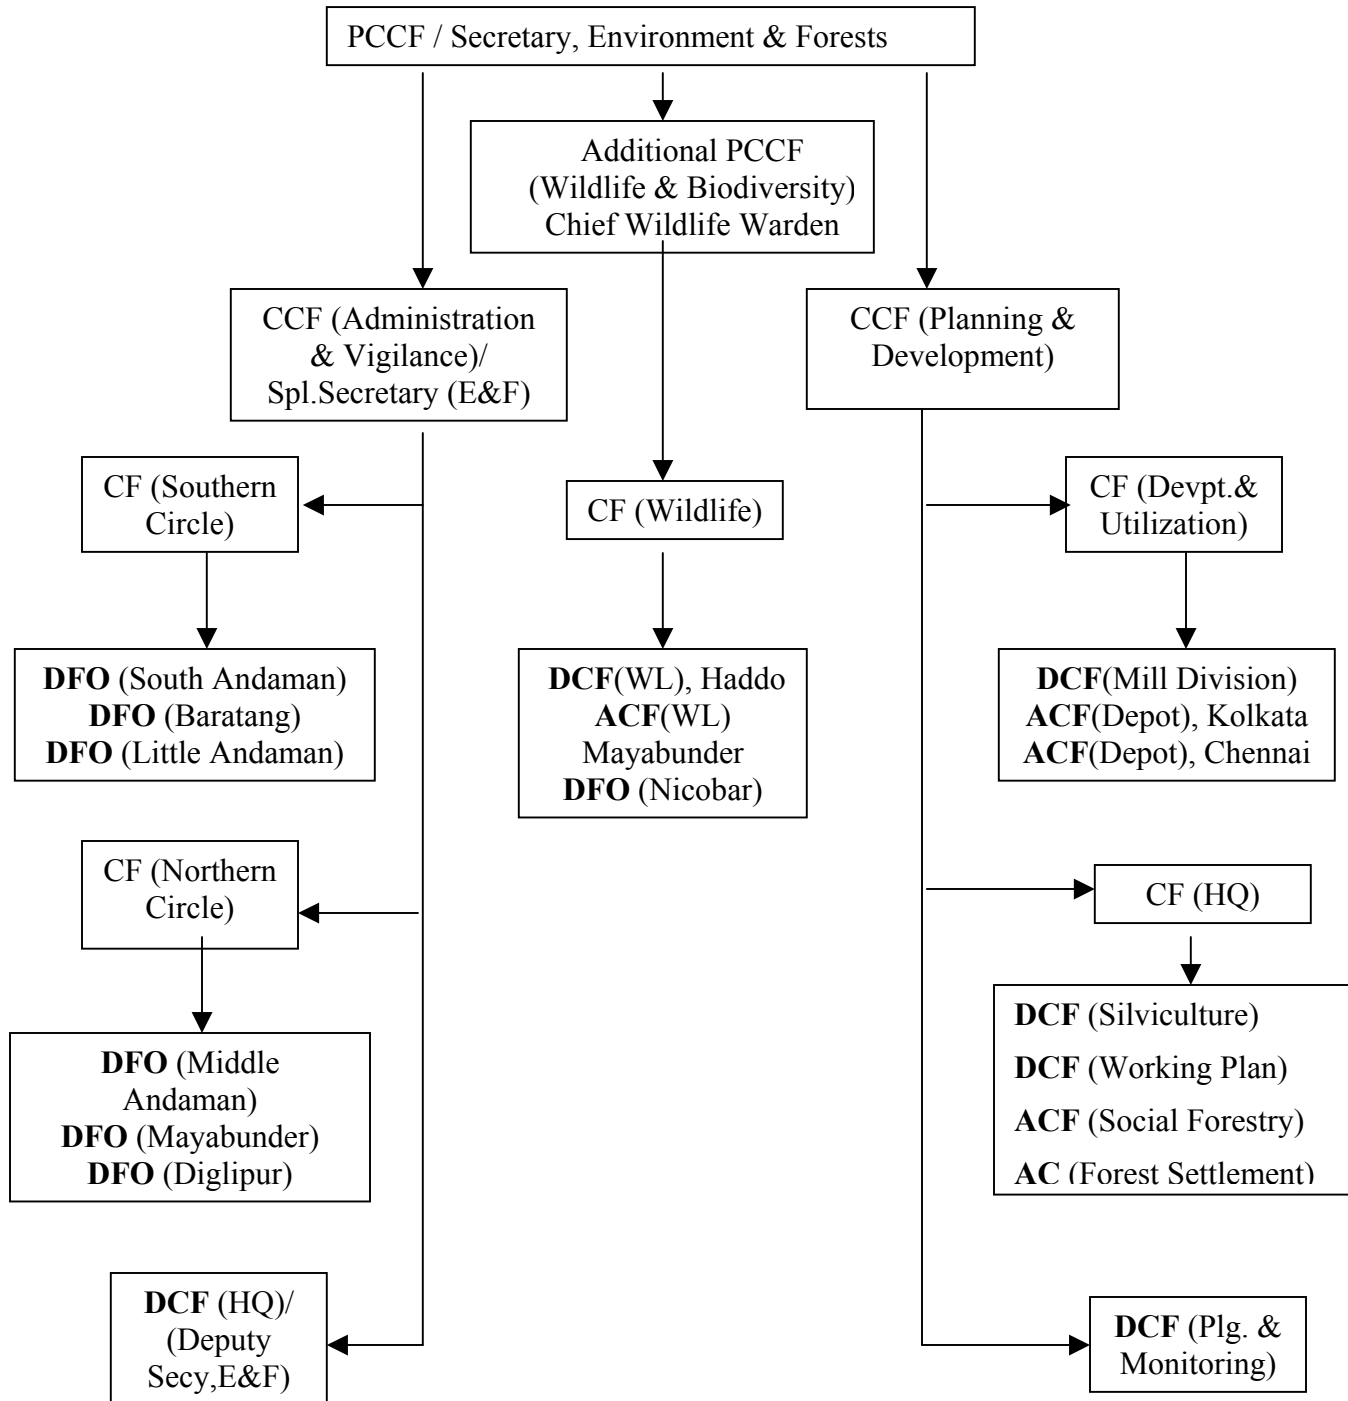 PCCF / Secretary, Environment & Forests
Additional PCCF
(Wildlife & Biodiversity)
Chief Wildlife Warden
CCF (Administration
& Vigilance)/
Spl.Secretary (E&F)
CCF (Planning &
Development)
CF (Southern
Circle)
CF (Wildlife)
CF (Devpt.&
Utilization)
DFO (South Andaman)
DFO (Baratang)
DFO (Little Andaman)
DCF(WL), Haddo
ACF(WL)
Mayabunder
DFO (Nicobar)
DCF(Mill Division)
ACF(Depot), Kolkata
ACF(Depot), Chennai
CF (Northern
Circle)
CF (HQ)
DFO (Middle
Andaman)
DFO (Mayabunder)
DFO (Diglipur)
DCF (Silviculture)
DCF (Working Plan)
ACF (Social Forestry)
AC (Forest Settlement)
DCF (HQ)/
(Deputy
Secy,E&F)
DCF (Plg. &
Monitoring)